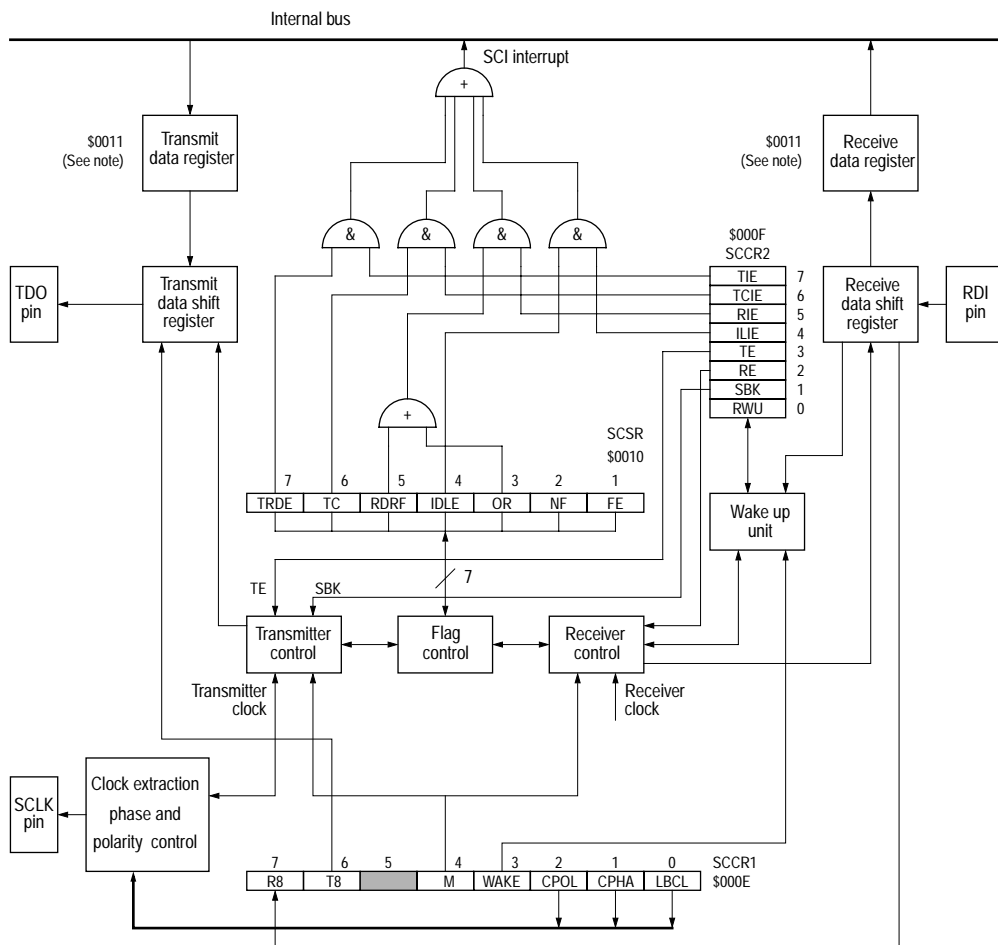 Internal bus
SCI interrupt
+
$0011
(See note)
Transmit
data register
$0011
(See note)
Receive
data register
& & & &
$000F
SCCR2
TDO
pin
Transmit
data shift
register
TIE 7
TCIE 6
RIE 5
ILIE 4
TE 3
RE 2
SBK 1
RWU 0
Receive
data shift
register
RDI
pin
+
SCSR
$0010
7 6 5 4 3 2 1
TRDE TC RDRF IDLE OR NF FE
Wake up
unit
7
TE
SBK
Transmitter
control
Flag
control
Receiver
control
Transmitter
clock
Receiver
clock
SCLK
pin
Clock extraction
phase and
polarity control
7 6 5 4 3 2 1 0
SCCR1
R8 T8 M WAKE CPOL CPHA LBCL
$000E